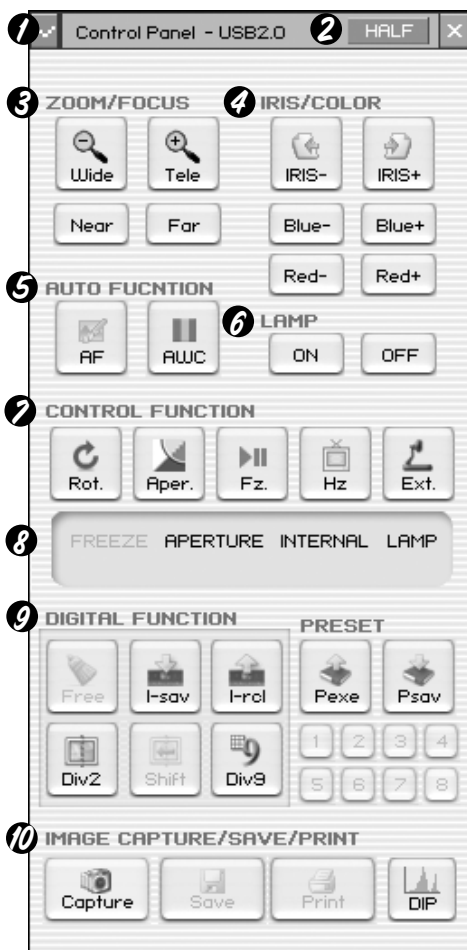 1 Control Panel - USB2.0 2 HALF
3 ZOOM/FOCUS 4 IRIS/COLOR
Wide Tele IRIS- IRIS+
Near Far Blue- Blue+
Red- Red+
5 AUTO FUCNTION
6 LAMP
AF AWC ON OFF
7 CONTROL FUNCTION
Rot. Aper. Fz. Hz Ext.
8 FREEZE APERTURE INTERNAL LAMP
9 DIGITAL FUNCTION PRESET
Free I-sav I-rcl Pexe Psav
1 2 3 4
Div2 Shift 9 Div9
5 6 7 8
10 IMAGE CAPTURE/SAVE/PRINT
Capture Save Print DIP